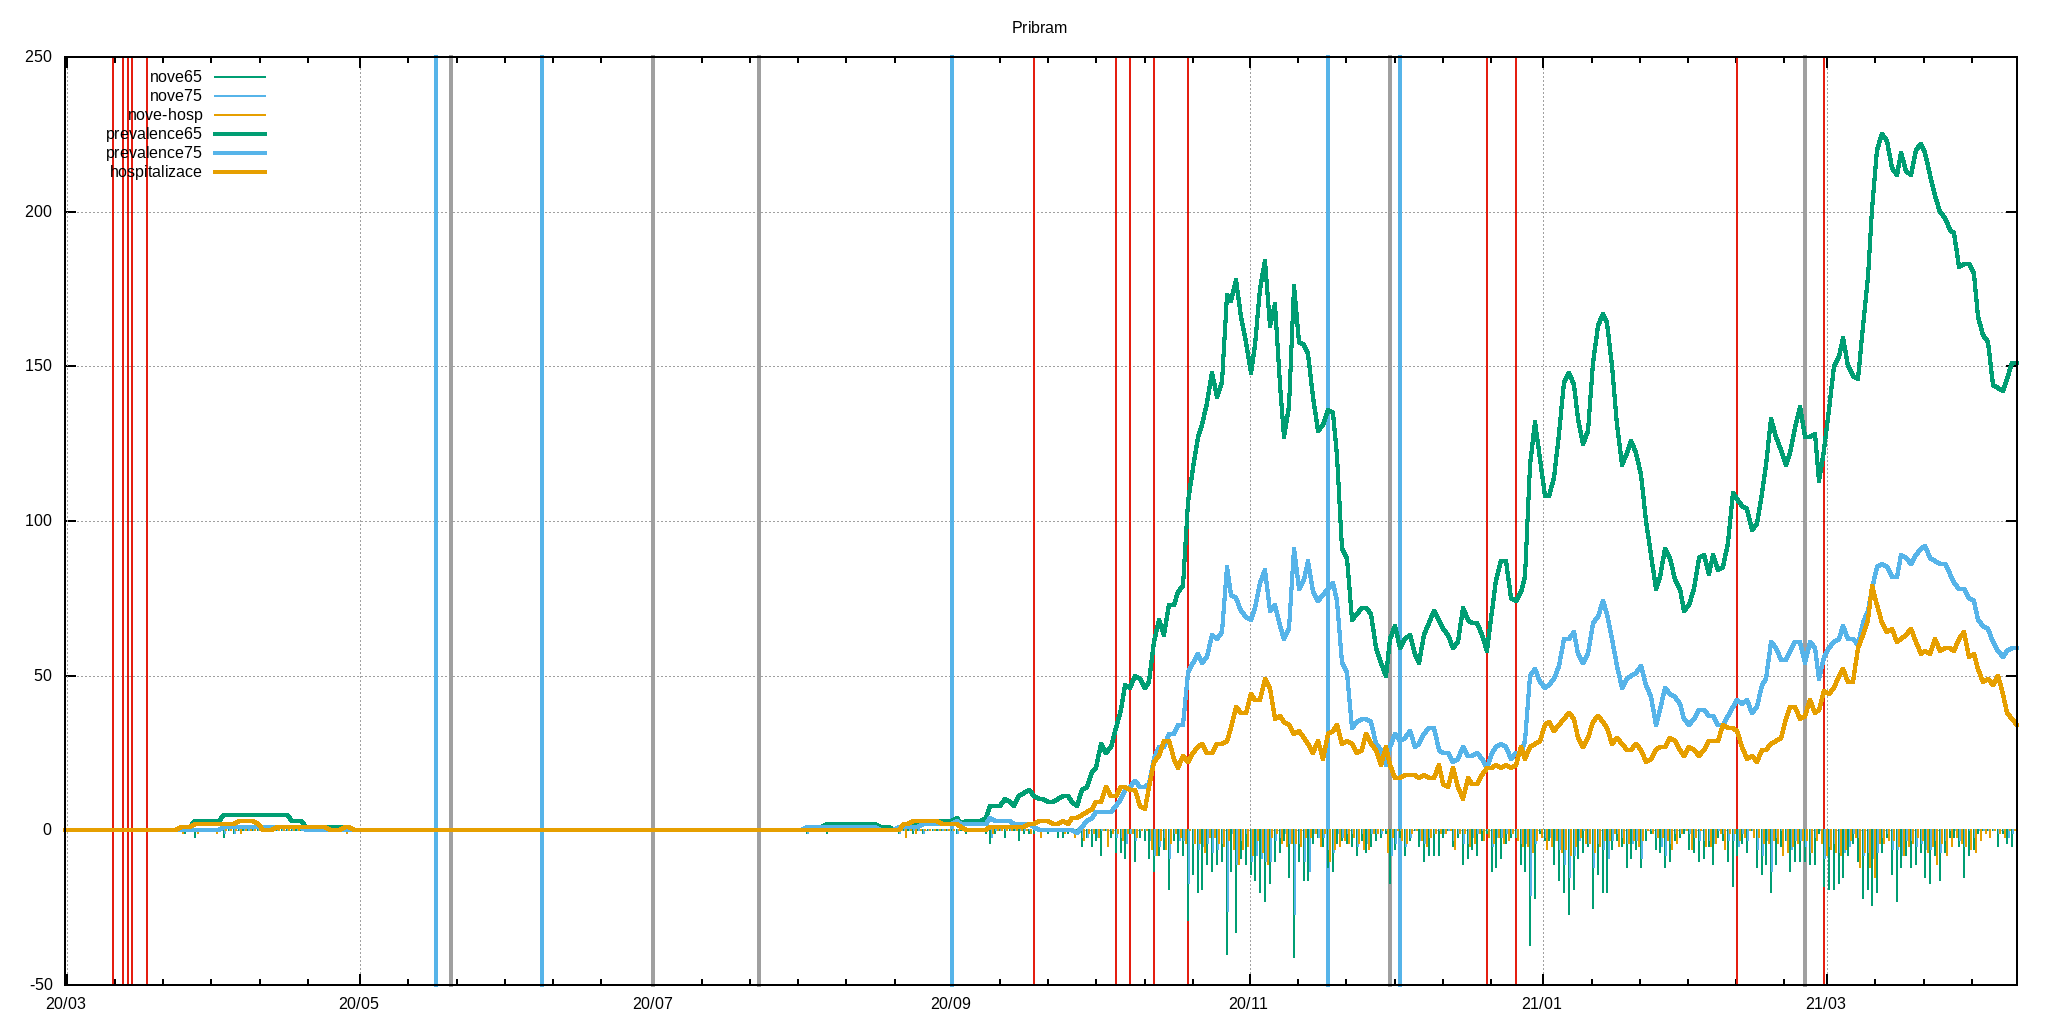 Pribram
250
200
150
100
50
0
-50
nove65
nove75
nove-hosp
prevalence65
prevalence75
hospitalizace
20/03 20/05 20/07 20/09 20/11 21/01 21/03